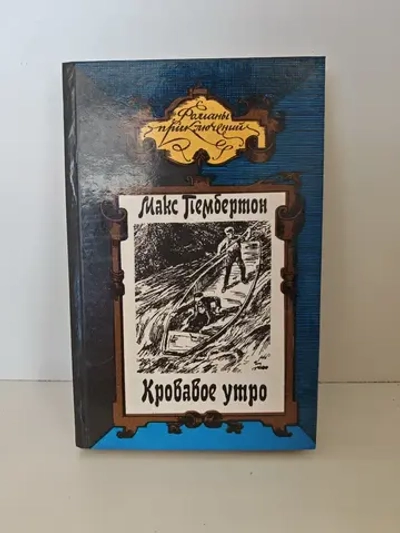 Романы
приключений
Макс Пембертон
Кровавое утро